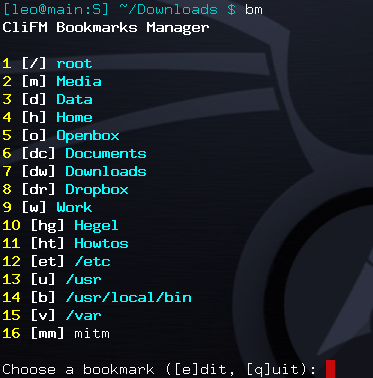 [leo@main:S] ~/Downloads $ bm
CliFM Bookmarks Manager
1 [/] root
2 [m] Media
3 [d] Data
4 [h] Home
5 [o] Openbox
6 [dc] Documents
7 [dw] Downloads
8 [dr] Dropbox
9 [w] Work
10 [hg] Hegel
11 [ht] Howtos
12 [et] /etc
13 [u] /usr
14 [b] /usr/local/bin
15 [v] /var
16 [mm] mitm
Choose a bookmark ([e]dit, [q]uit):